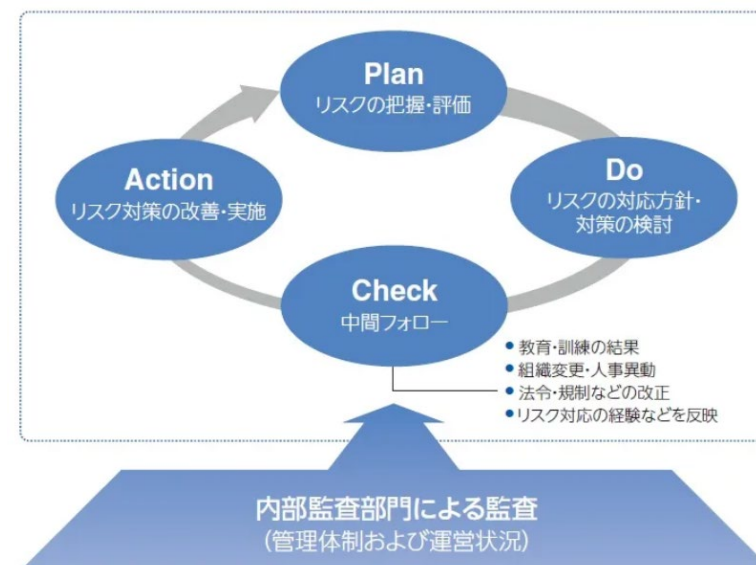 Plan
リスクの把握・評価
Action
リスク対策の改善・実施
Do
リスクの対応方針・
対策の検討
Check
中間フォロー
● 教育・訓練の結果
● 組織変更・人事異動
● 法令・規制などの改正
● リスク対応の経験などを反映
内部監査部門による監査
(管理体制および運営状況)